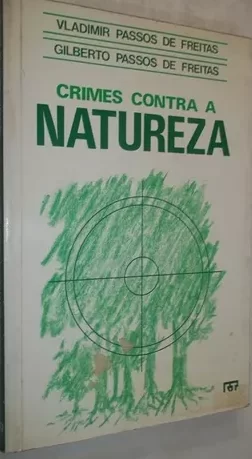 VLADIMIR PASSOS DE FREITAS
GILBERTO PASSOS DE FREITAS
CRIMES CONTRA A
NATUREZA